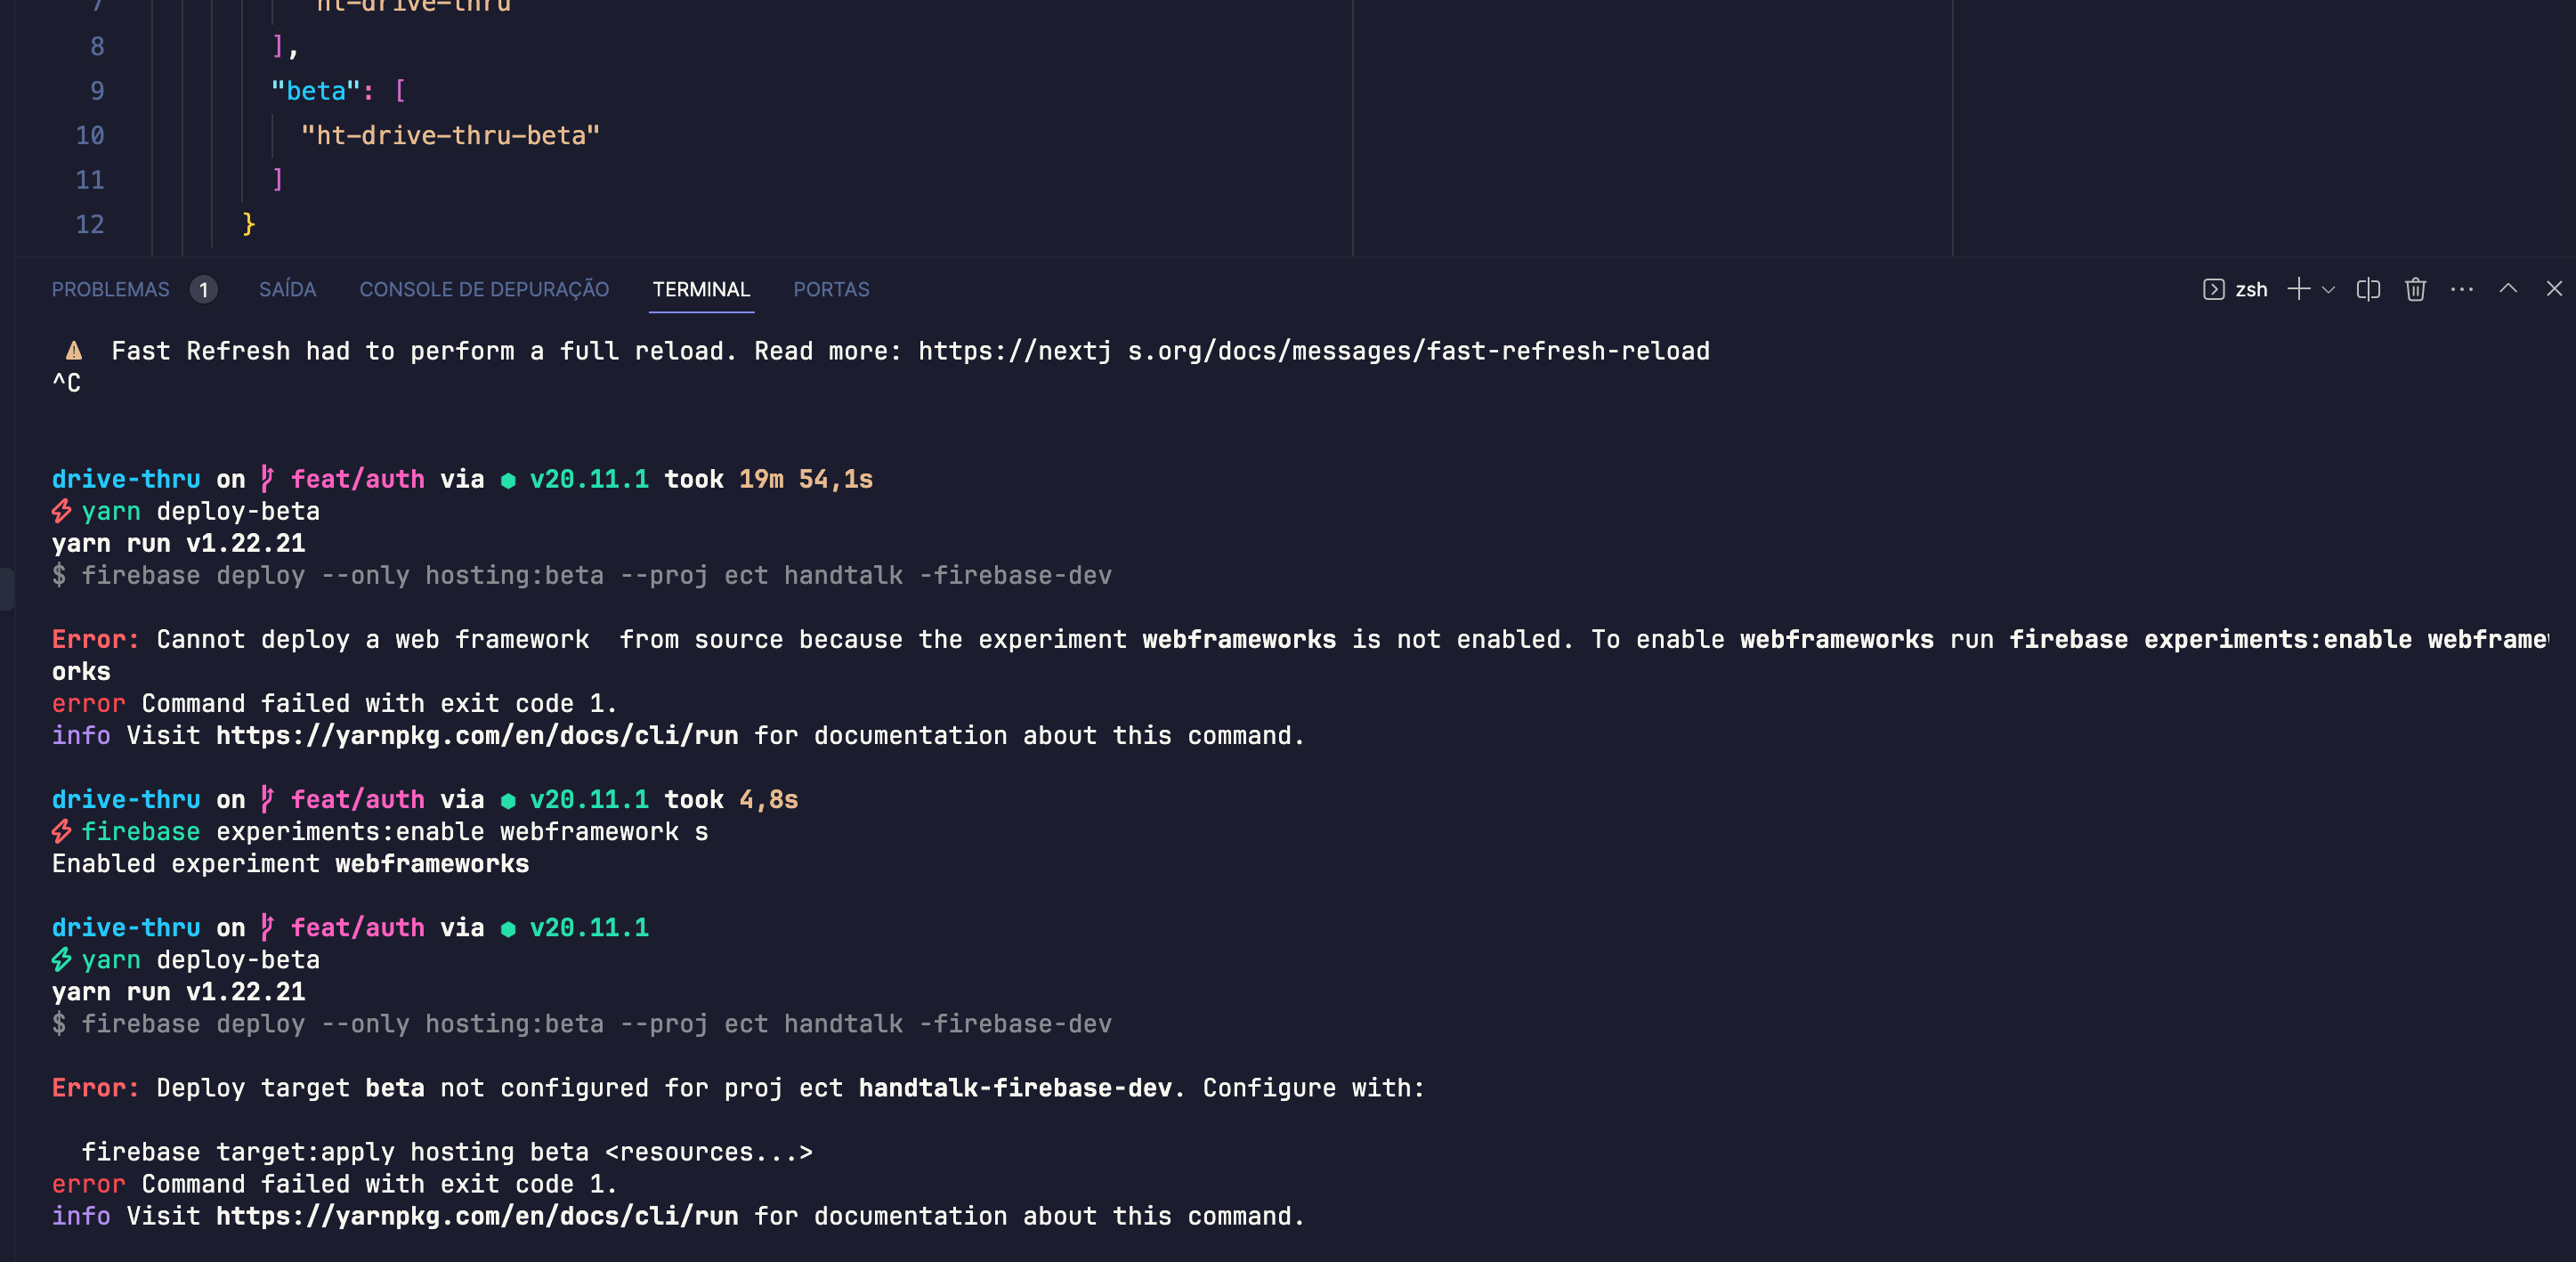 7 "ht-drive-thru"
8 ],
9 "beta": [
10 "ht-drive-thru-beta"
11 ]
12 }
PROBLEMAS 1 SAÍDA CONSOLE DE DEPURAÇÃO TERMINAL PORTAS zsh
⚠ Fast Refresh had to perform a full reload. Read more: https://nextj s.org/docs/messages/fast-refresh-reload
^C
drive-thru on feat/auth via v20.11.1 took 19m 54,1s
yarn deploy-beta
yarn run v1.22.21
$ firebase deploy --only hosting:beta --proj ect handtalk -firebase-dev
Error: Cannot deploy a web framework  from source because the experiment webframeworks is not enabled. To enable webframeworks run firebase experiments:enable webframew
orks
error Command failed with exit code 1.
info Visit https://yarnpkg.com/en/docs/cli/run for documentation about this command.
drive-thru on feat/auth via v20.11.1 took 4,8s
firebase experiments:enable webframework s
Enabled experiment webframeworks
drive-thru on feat/auth via v20.11.1
yarn deploy-beta
yarn run v1.22.21
$ firebase deploy --only hosting:beta --proj ect handtalk -firebase-dev
Error: Deploy target beta not configured for proj ect handtalk-firebase-dev. Configure with:
firebase target:apply hosting beta <resources...>
error Command failed with exit code 1.
info Visit https://yarnpkg.com/en/docs/cli/run for documentation about this command.